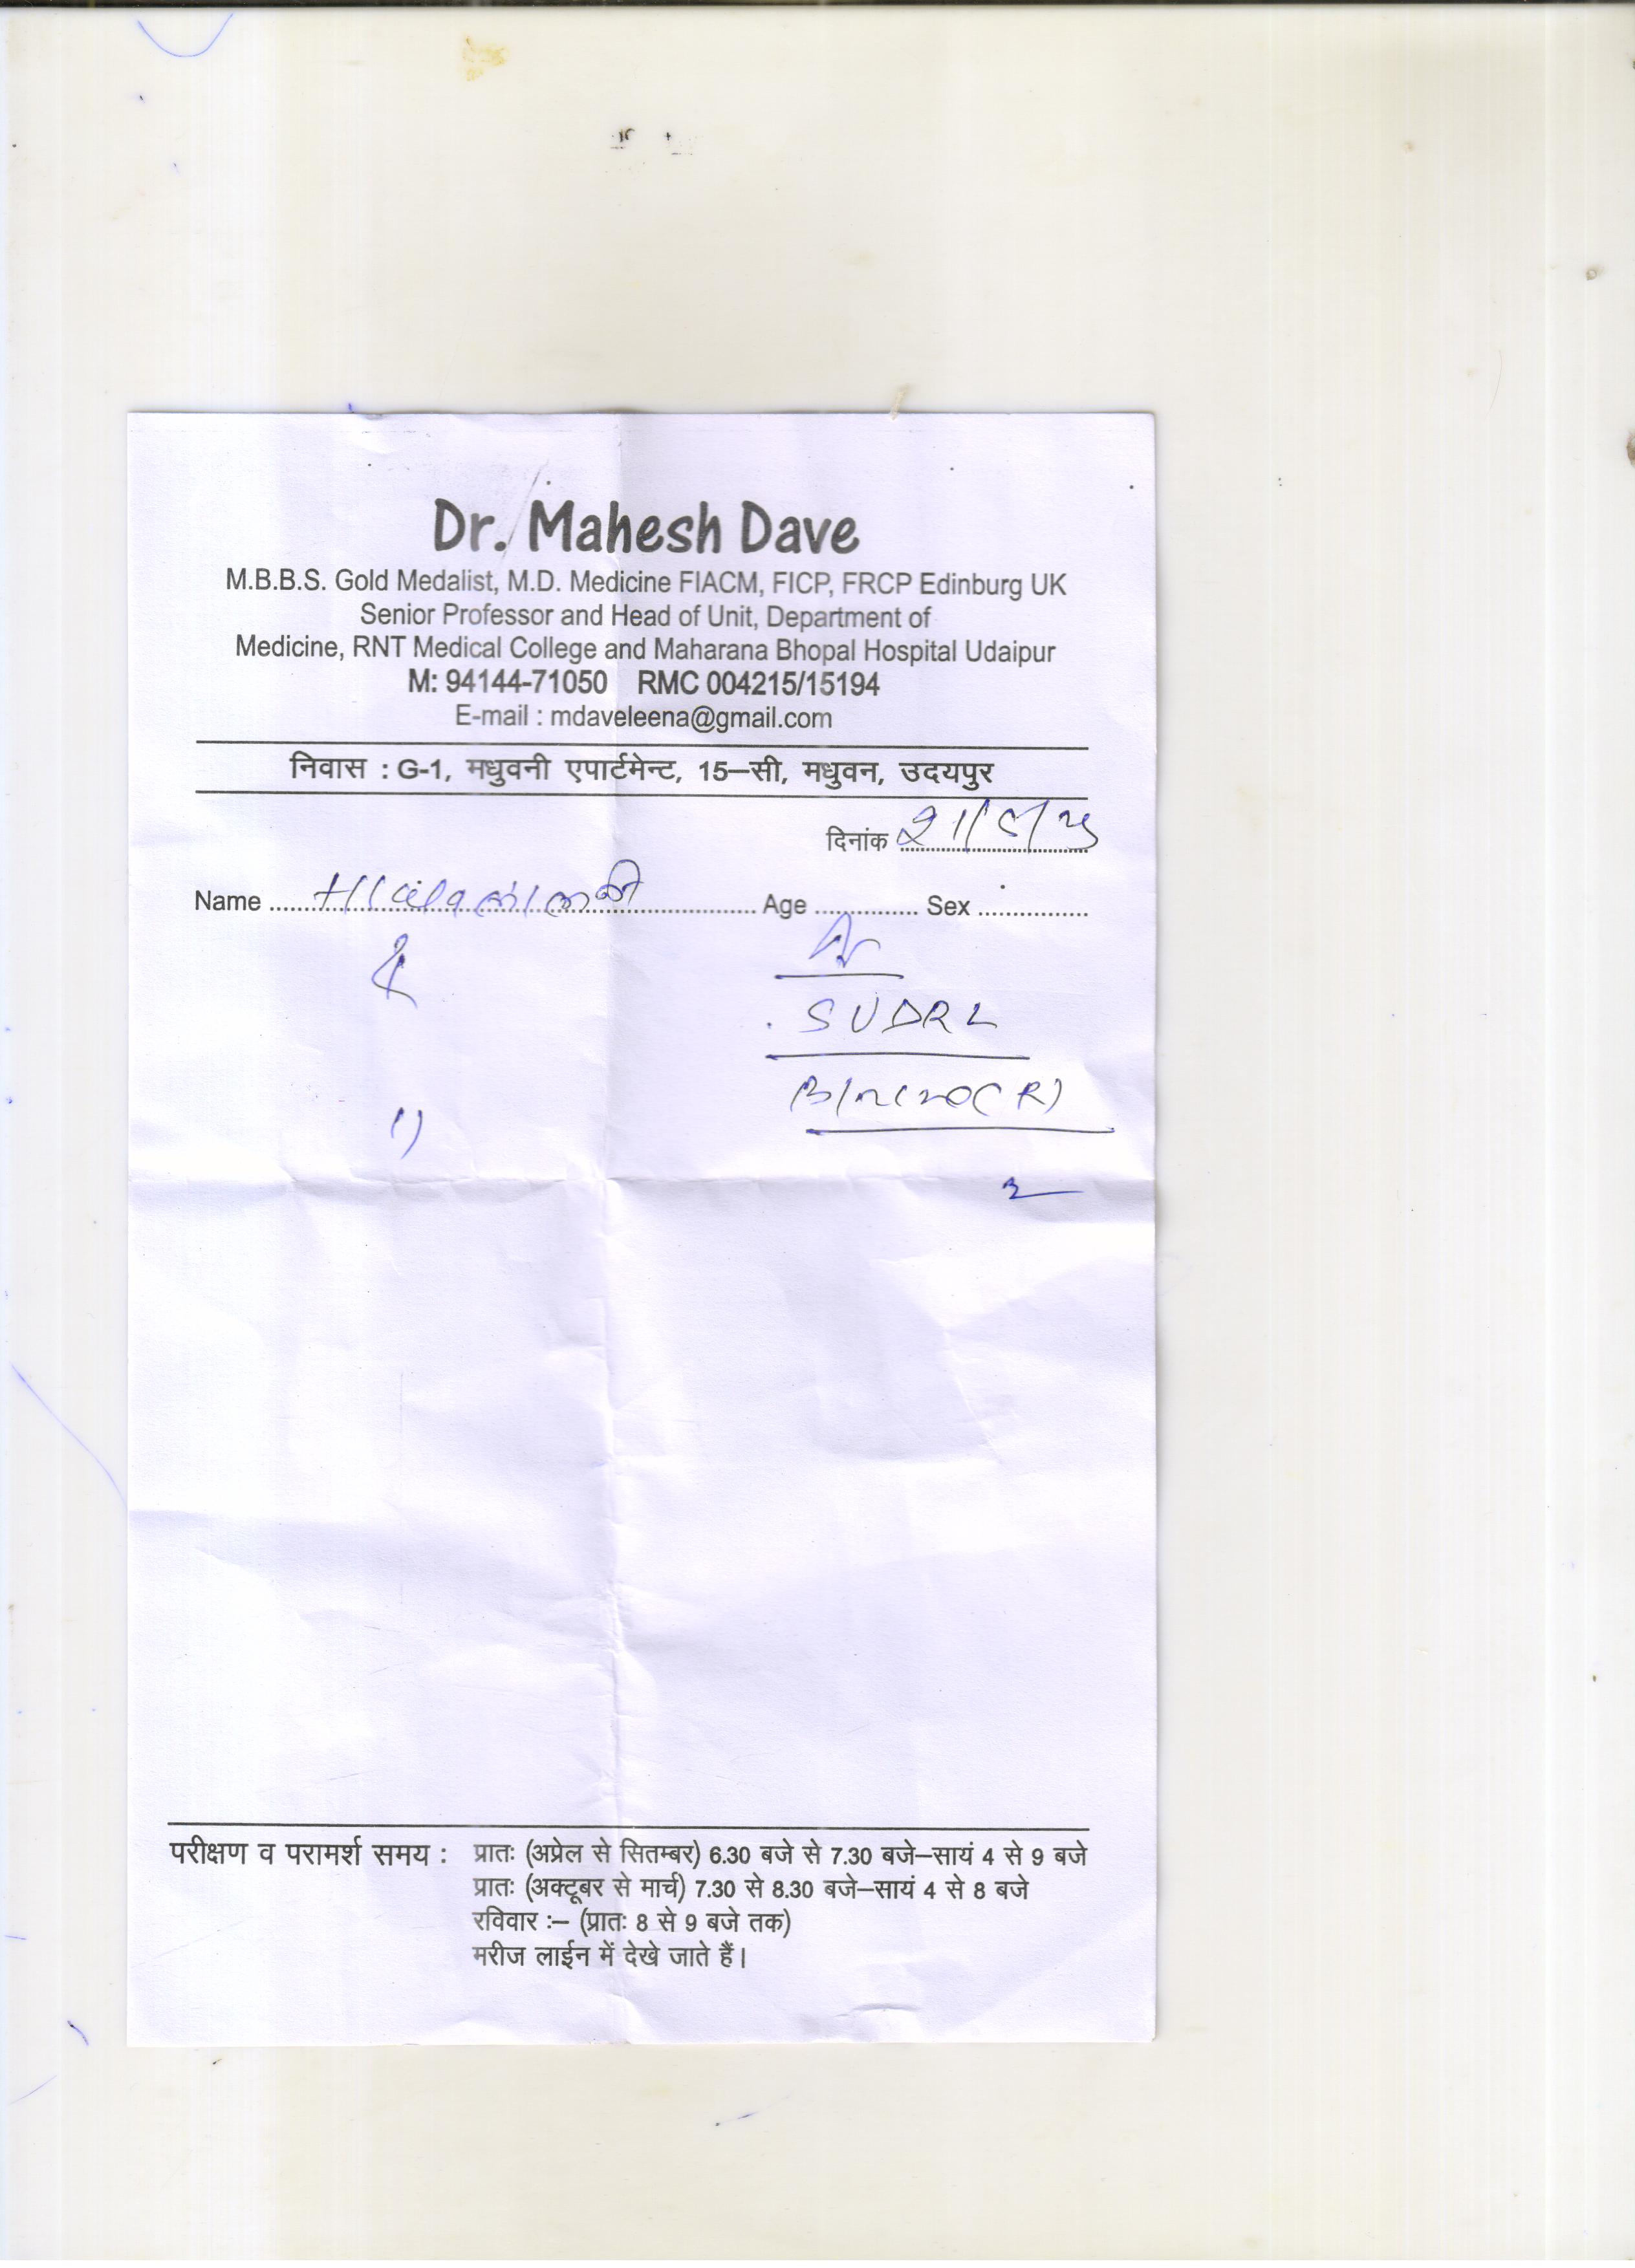 Dr. Mahesh Dave
M.B.B.S. Gold Medalist, M.D. Medicine FIACM, FICP, FRCP Edinburg UK
Senior Professor and Head of Unit, Department of
Medicine, RNT Medical College and Maharana Bhopal Hospital Udaipur
M: 94144-71050 RMC 004215/15194
E-mail : mdaveleena@gmail.com
निवास : G-1, मधुवनी एपार्टमेन्ट, 15–सी, मधुवन, उदयपुर
दिनांक
Name Age Sex
SVDRL
1)
परीक्षण व परामर्श समय : प्रातः (अप्रेल से सितम्बर) 6.30 बजे से 7.30 बजे–सायं 4 से 9 बजे
प्रातः (अक्टूबर से मार्च) 7.30 से 8.30 बजे–सायं 4 से 8 बजे
रविवार :– (प्रातः 8 से 9 बजे तक)
मरीज लाईन में देखे जाते हैं।